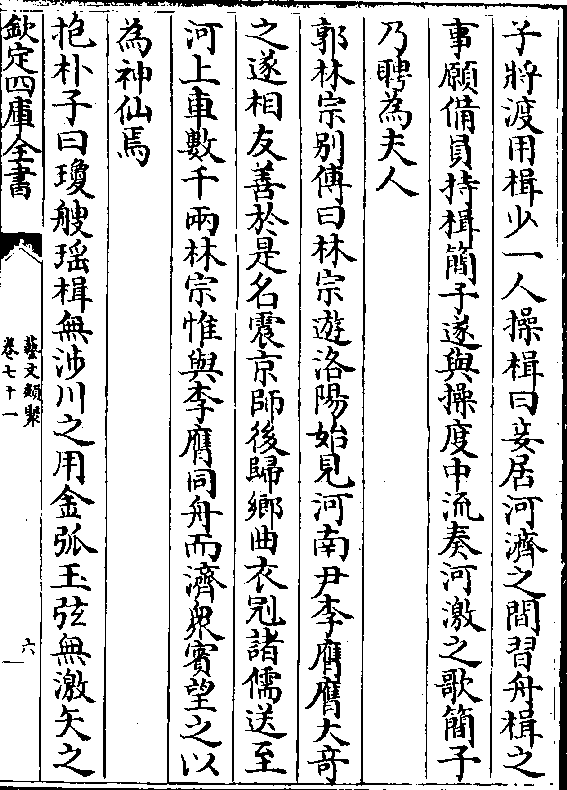 子將渡用楫少一人操楫曰妾居河濟之間習舟楫之
事願備員持楫簡子遂與操度中流奏河激之歌簡子
乃聘為夫人
郭林宗别傳曰林宗遊洛陽始見河南尹李膺膺大竒
之遂相友善於是名震京師後歸鄉曲衣冠諸儒送至
河上車數千兩林宗惟與李膺同舟而濟衆賓望之以
為神仙焉
抱朴子曰瓊艘瑶楫無涉川之用金弧玉弦無激矢之
欽定四庫全書
藝文類聚
卷七十一
六